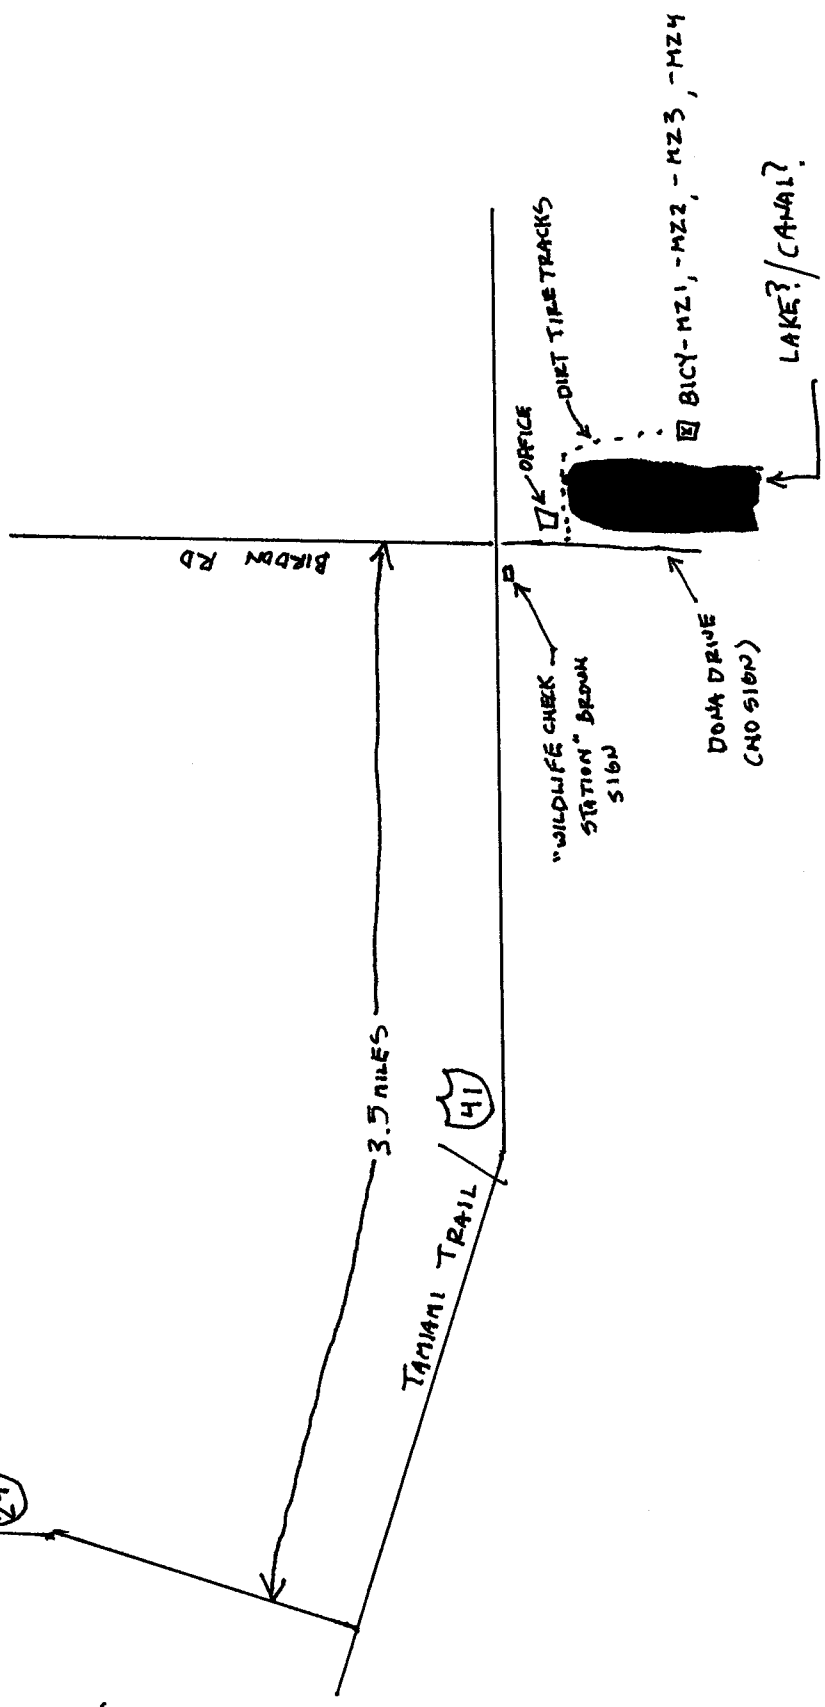 BIRDON RD
OFFICE
DIRT TIRE TRACKS
BICY-MZ1, -MZ2, -MZ3, -MZ4
LAKE?/CANAL?
"WILDLIFE CHECK
STATION" BROWN
SIGN
DONA DRIVE
(NO SIGN)
3.5 MILES
41
TAMIAMI TRAIL
29